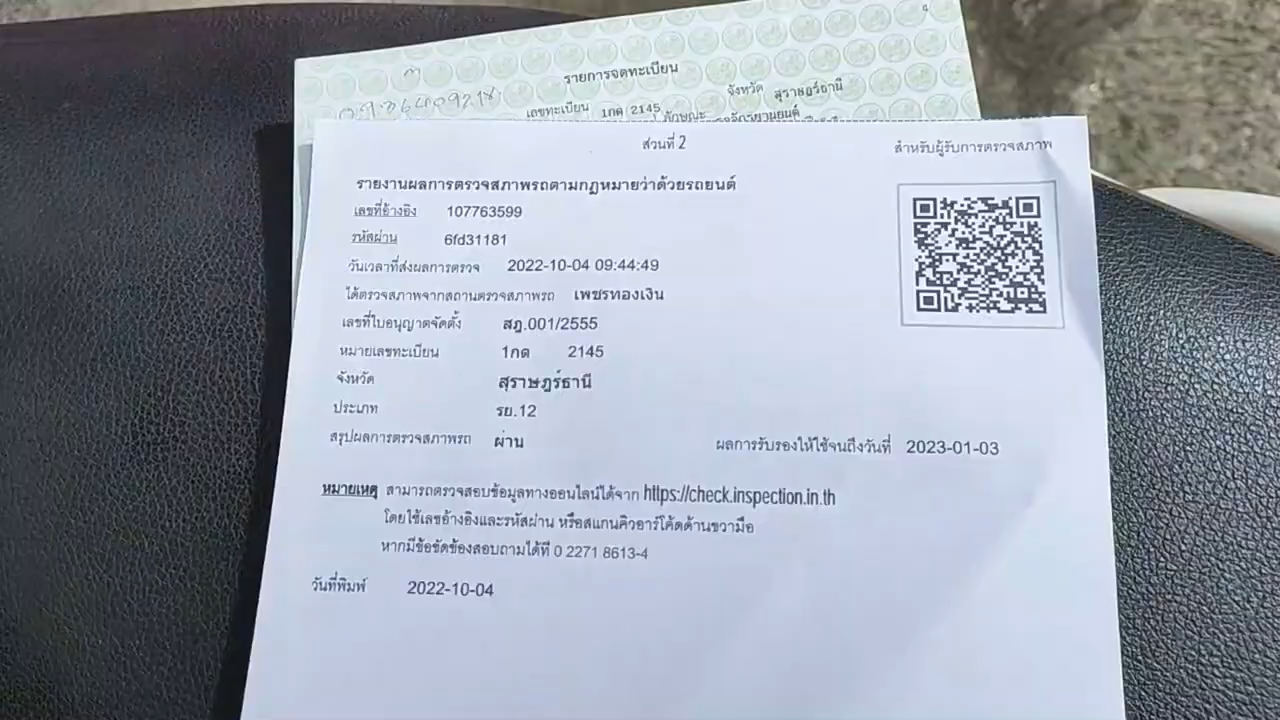 รายการจดทะเบียน
จังหวัด สุราษฎร์ธานี
เลขทะเบียน 1กด 2145 ลักษณะ
ส่วนที่ 2
สำหรับผู้รับการตรวจสภาพ
รายงานผลการตรวจสภาพรถตามกฎหมายว่าด้วยรถยนต์
เลขที่อ้างอิง 107763599
รหัสผ่าน 6fd31181
วันเวลาที่ส่งผลการตรวจ 2022-10-04 09:44:49
ได้ตรวจสภาพจากสถานตรวจสภาพรถ เพชรทองเงิน
เลขที่ใบอนุญาตจัดตั้ง สฎ.001/2555
หมายเลขทะเบียน 1กด 2145
จังหวัด สุราษฎร์ธานี
ประเภท รย.12
สรุปผลการตรวจสภาพรถ ผ่าน ผลการรับรองให้ใช้จนถึงวันที่ 2023-01-03
หมายเหตุ สามารถตรวจสอบข้อมูลทางออนไลน์ได้จาก https://check.inspection.in.th
โดยใช้เลขอ้างอิงและรหัสผ่าน หรือสแกนคิวอาร์โค้ดด้านขวามือ
หากมีข้อขัดข้องสอบถามได้ที่ 0 2271 8613-4
วันที่พิมพ์ 2022-10-04